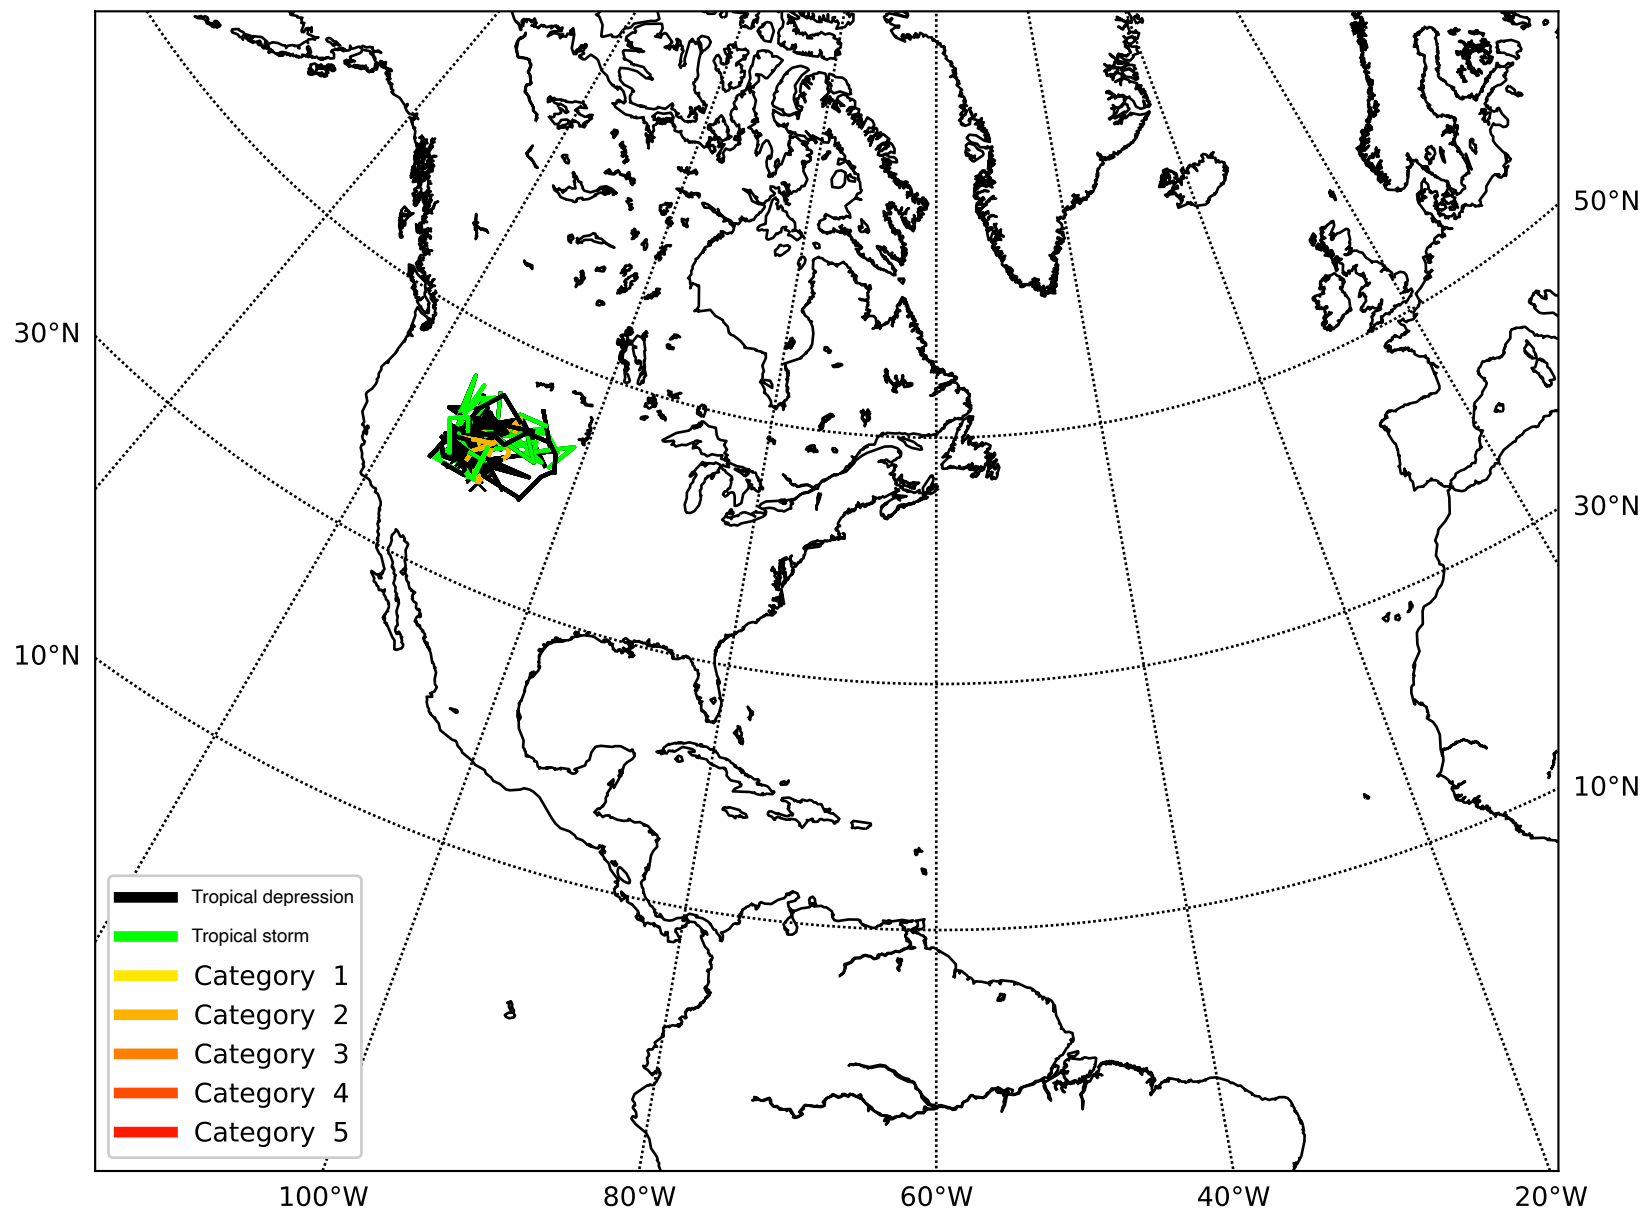 50°N
30°N
30°N
10°N
10°N
Tropical depression
Tropical storm
Category 1
Category 2
Category 3
Category 4
Category 5
100°W 80°W 60°W 40°W 20°W